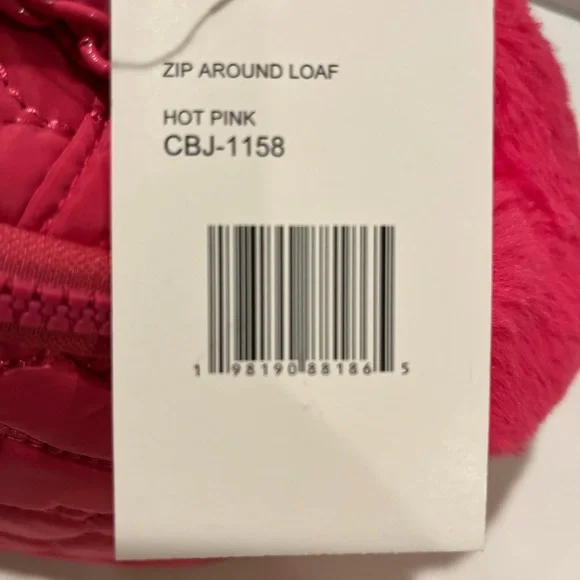 ZIP AROUND LOAF
HOT PINK
CBJ-1158
1 98190 88186 5